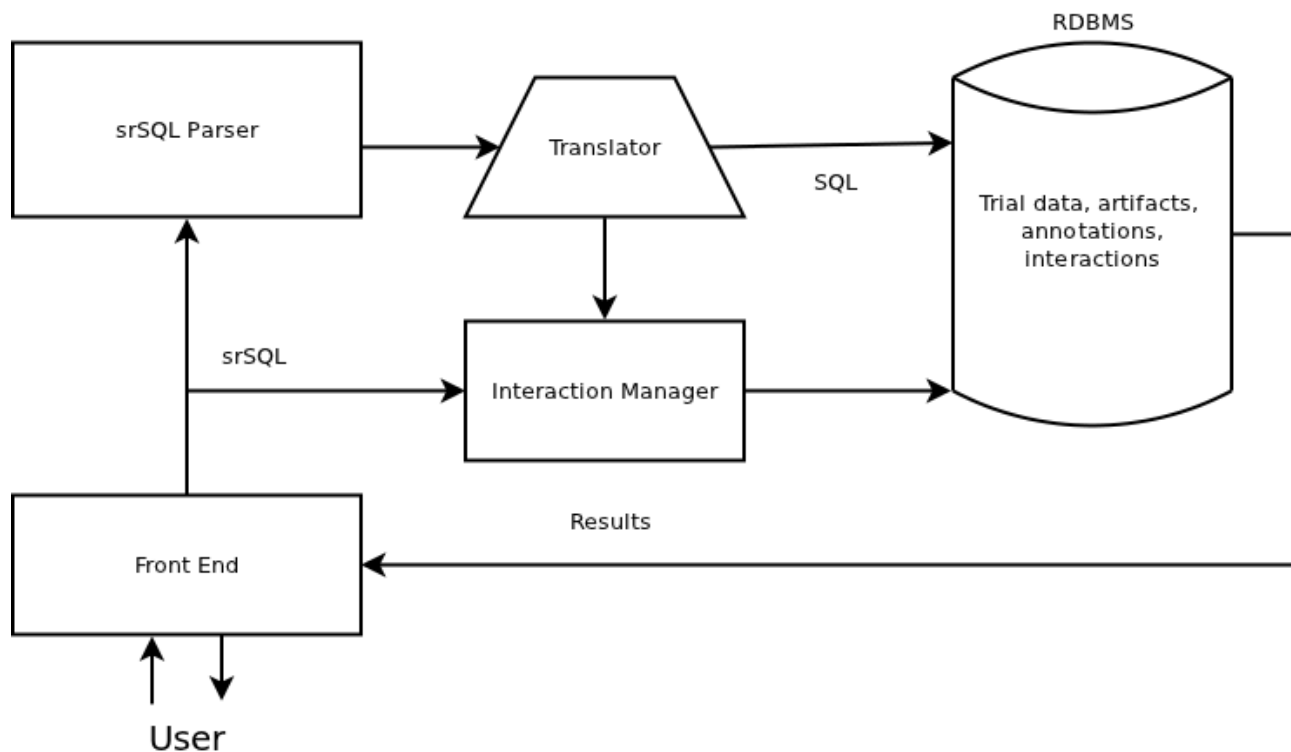 RDBMS
srSQL Parser
Translator
SQL
Trial data, artifacts,
annotations,
interactions
srSQL
Interaction Manager
Results
Front End
User